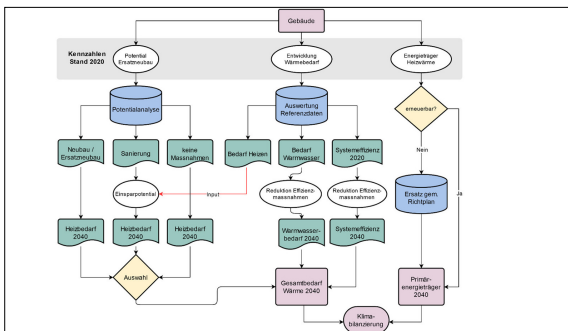 Gebäude
Kennzahlen
Stand 2020
Potential
Ersatzneubau
Entwicklung
Wärmebedarf
Energieträger
Heizwärme
Potentialanalyse
Auswertung
Referenzdaten
erneuerbar?
Neubau /
Ersatzneubau
Sanierung
keine
Massnahmen
Bedarf Heizen
Bedarf
Warmwasser
Systemeffizienz
2020
Nein
Ja
Einsparpotential
Input
Reduktion Effizienz-
massnahmen
Reduktion Effizienz-
massnahmen
Ersatz gem.
Richtplan
Heizbedarf
2040
Heizbedarf
2040
Heizbedarf
2040
Warmwasser-
bedarf 2040
Systemeffizienz
2040
Auswahl
Gesamtbedarf
Wärme 2040
Primär-
energieträger
2040
Klima-
bilanzierung